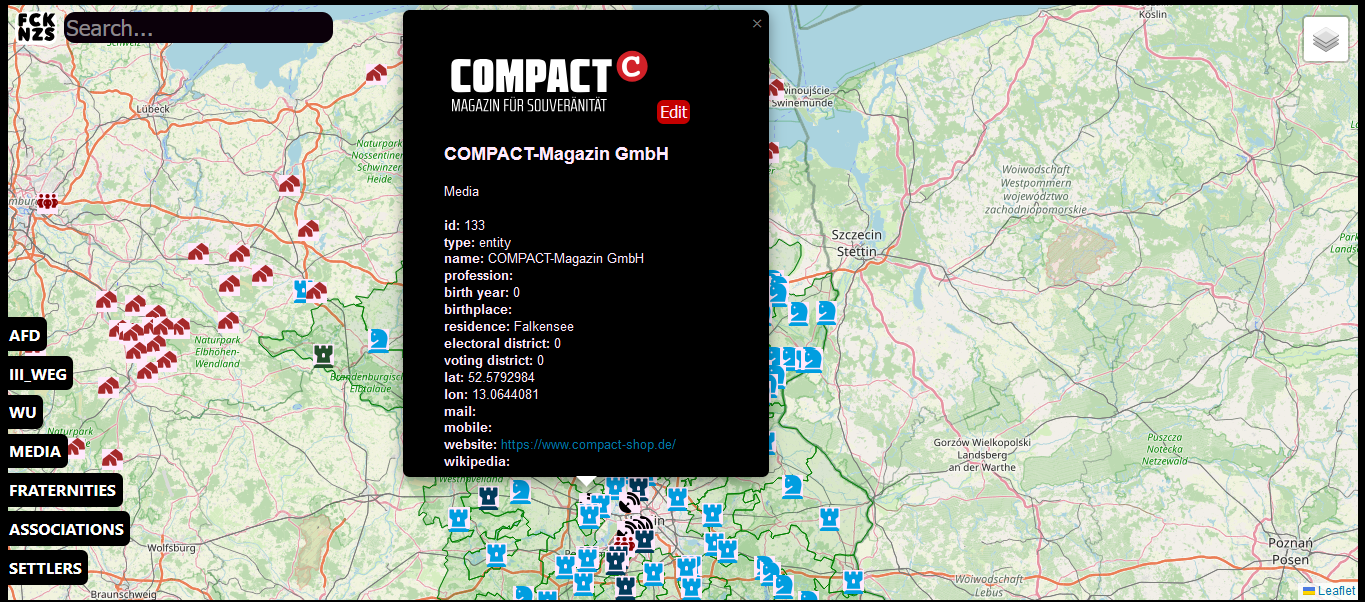 FCK
NZS
Search...
COMPACT C
MAGAZIN FÜR SOUVERÄNITÄT
Edit
×
COMPACT-Magazin GmbH
Media
id: 133
type: entity
name: COMPACT-Magazin GmbH
profession:
birth year: 0
birthplace:
residence: Falkensee
electoral district: 0
voting district: 0
lat: 52.5792984
lon: 13.0644081
mail:
mobile:
website: https://www.compact-shop.de/
wikipedia:
AFD
III_WEG
WU
MEDIA
FRATERNITIES
ASSOCIATIONS
SETTLERS
Schwerin
Lübeck
Naturpark
Nossentiner
Schwinzer
Heide
Naturpark
Elbhöhen-
Wendland
Brandenburgische
Elbtalaue
Naturpark
Westhavelland
Wolfsburg
Braunschweig
Köslin
Swinemunde
Woiwodschaft
Westpommern
województwo
zachodniopomorskie
Szczecin
Stettin
Gorzów Wielkopolski
Landsberg
an der Warthe
Puszcza
Notecka
Netzewald
Park
Lands
Poznań
Posen
Woiwodschaft
Lebus
Leaflet